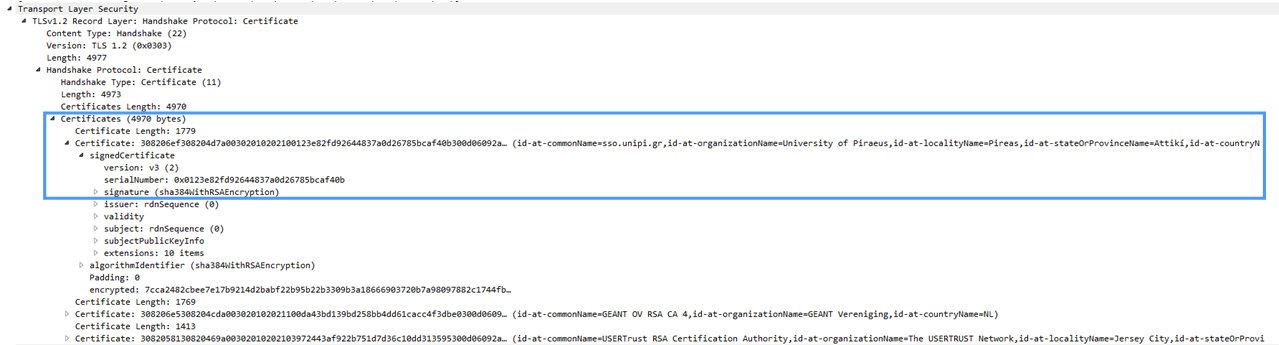 Transport Layer Security
TLSv1.2 Record Layer: Handshake Protocol: Certificate
Content Type: Handshake (22)
Version: TLS 1.2 (0x0303)
Length: 4977
Handshake Protocol: Certificate
Handshake Type: Certificate (11)
Length: 4973
Certificates Length: 4970
Certificates (4970 bytes)
Certificate Length: 1779
Certificate: 308206ef308204d7a00302010202100123e82fd92644837a0d26785bcaf40b300d06092a… (id-at-commonName=sso.unipi.gr,id-at-organizationName=University of Piraeus,id-at-localityName=Pireas,id-at-stateOrProvinceName=Attikí,id-at-countryN
signedCertificate
version: v3 (2)
serialNumber: 0x0123e82fd92644837a0d26785bcaf40b
signature (sha384WithRSAEncryption)
issuer: rdnSequence (0)
validity
subject: rdnSequence (0)
subjectPublicKeyInfo
extensions: 10 items
algorithmIdentifier (sha384WithRSAEncryption)
Padding: 0
encrypted: 7cca2482cbee7e17b9214d2babf22b95b22b3309b3a18666903720b7a98097882c1744fb…
Certificate Length: 1769
Certificate: 308206e5308204cda003020102021100da43bd139bd258bb4dd61cacc4f3dbe0300d0609… (id-at-commonName=GEANT OV RSA CA 4,id-at-organizationName=GEANT Vereniging,id-at-countryName=NL)
Certificate Length: 1413
Certificate: 3082058130820469a00302010202103972443af922b751d7d36c10dd313595300d06092a… (id-at-commonName=USERTrust RSA Certification Authority,id-at-organizationName=The USERTRUST Network,id-at-localityName=Jersey City,id-at-stateOrProvi